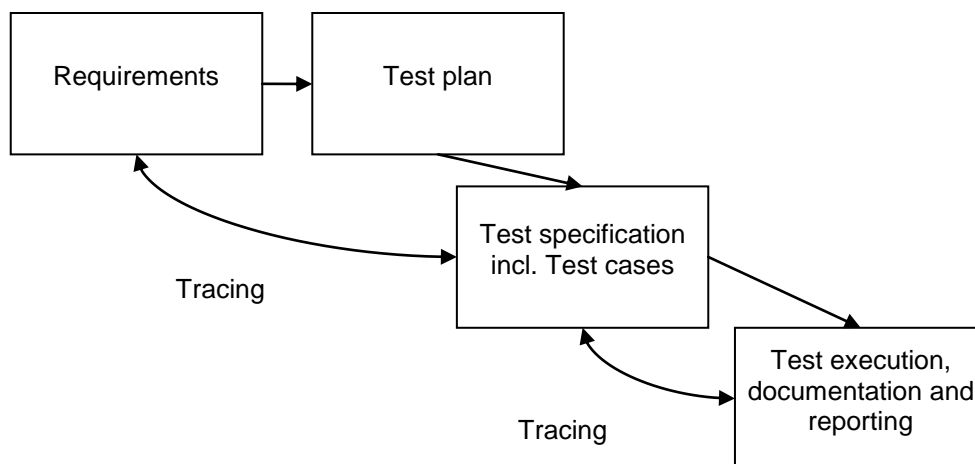 Requirements
Test plan
Test specification
incl. Test cases
Tracing
Test execution,
documentation and
reporting
Tracing